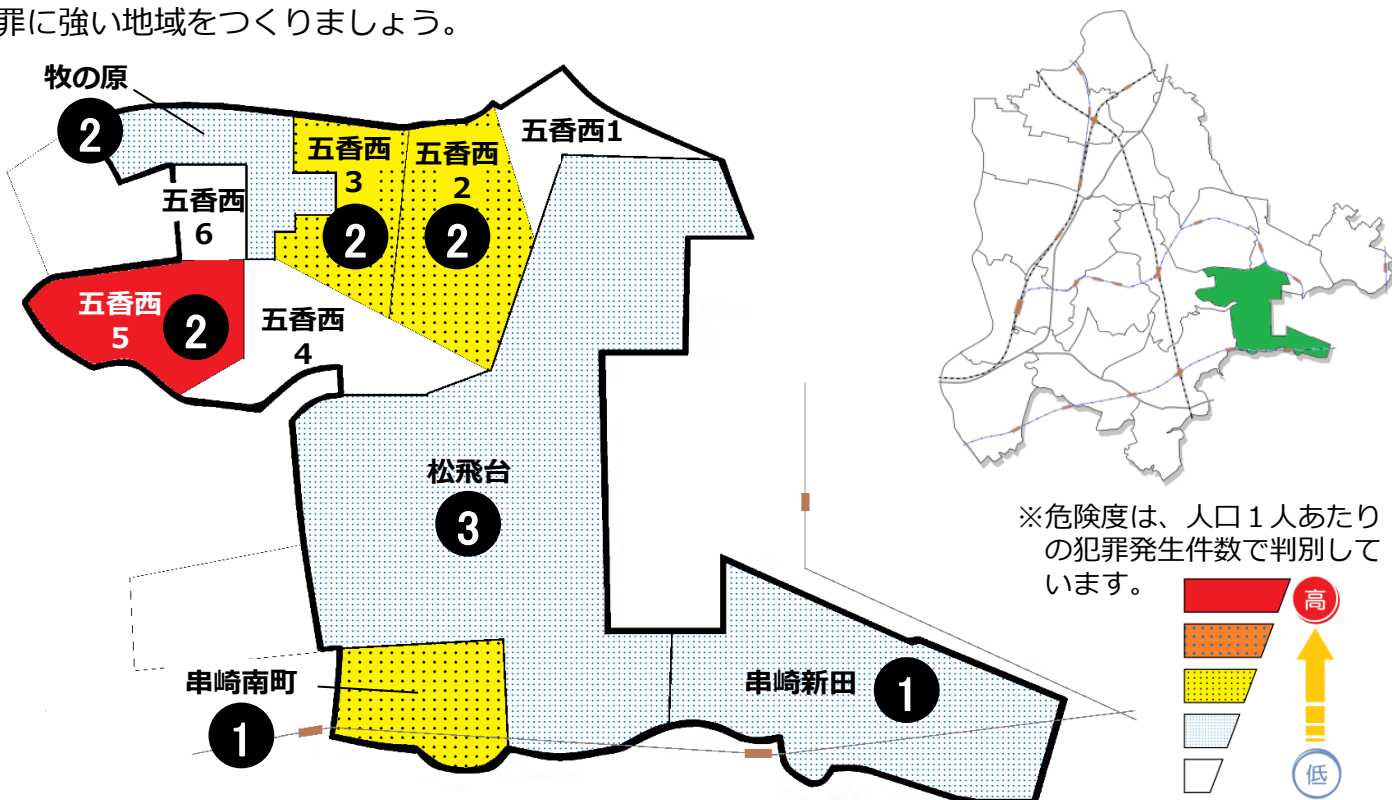 罪に強い地域をつくりましょう。
牧の原
2
五香西
3
2
五香西
2
2
五香西1
五香西
6
五香西
5
2
五香西
4
松飛台
3
串崎南町
1
串崎新田
1
※危険度は、人口1人あたり
の犯罪発生件数で判別して
います。
高
低